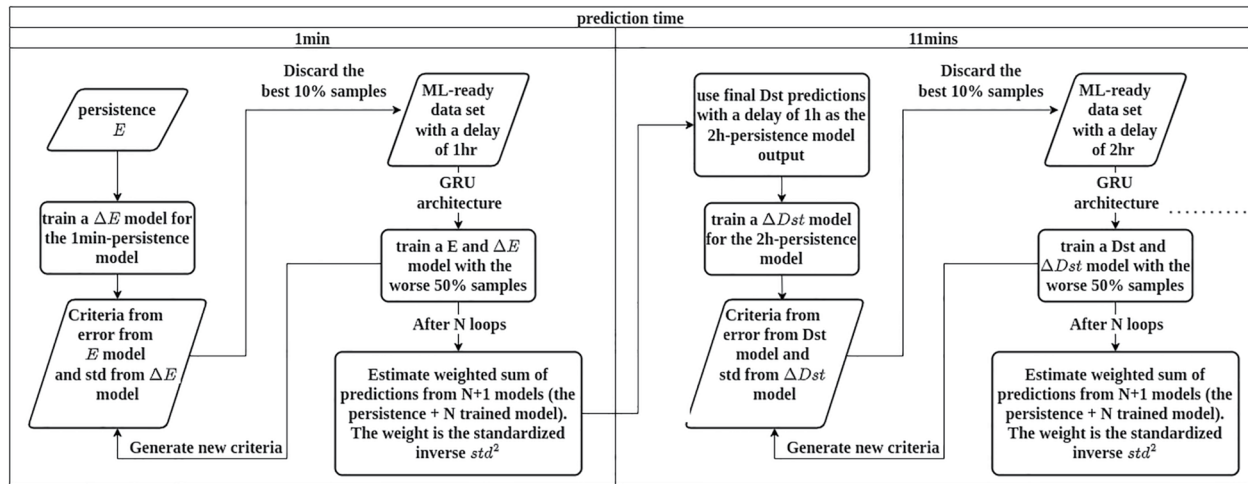 prediction time
1min
11mins
persistence
E
train a ΔE model for
the 1min-persistence
model
Criteria from
error from
E model
and std from ΔE
model
Discard the
best 10% samples
ML-ready
data set
with a delay
of 1hr
GRU
architecture
train a E and ΔE
model with the
worse 50% samples
After N loops
Generate new criteria
Estimate weighted sum of
predictions from N+1 models (the
persistence + N trained model).
The weight is the standardized
inverse std²
use final Dst predictions
with a delay of 1h as the
2h-persistence model
output
train a ΔDst model
for the 2h-persistence
model
Criteria from
error from Dst
model and
std from ΔDst
model
Discard the
best 10% samples
ML-ready
data set
with a delay
of 2hr
GRU
architecture
train a Dst and
ΔDst model with the
worse 50% samples
After N loops
Generate new criteria
Estimate weighted sum of
predictions from N+1 models (the
persistence + N trained model).
The weight is the standardized
inverse std²